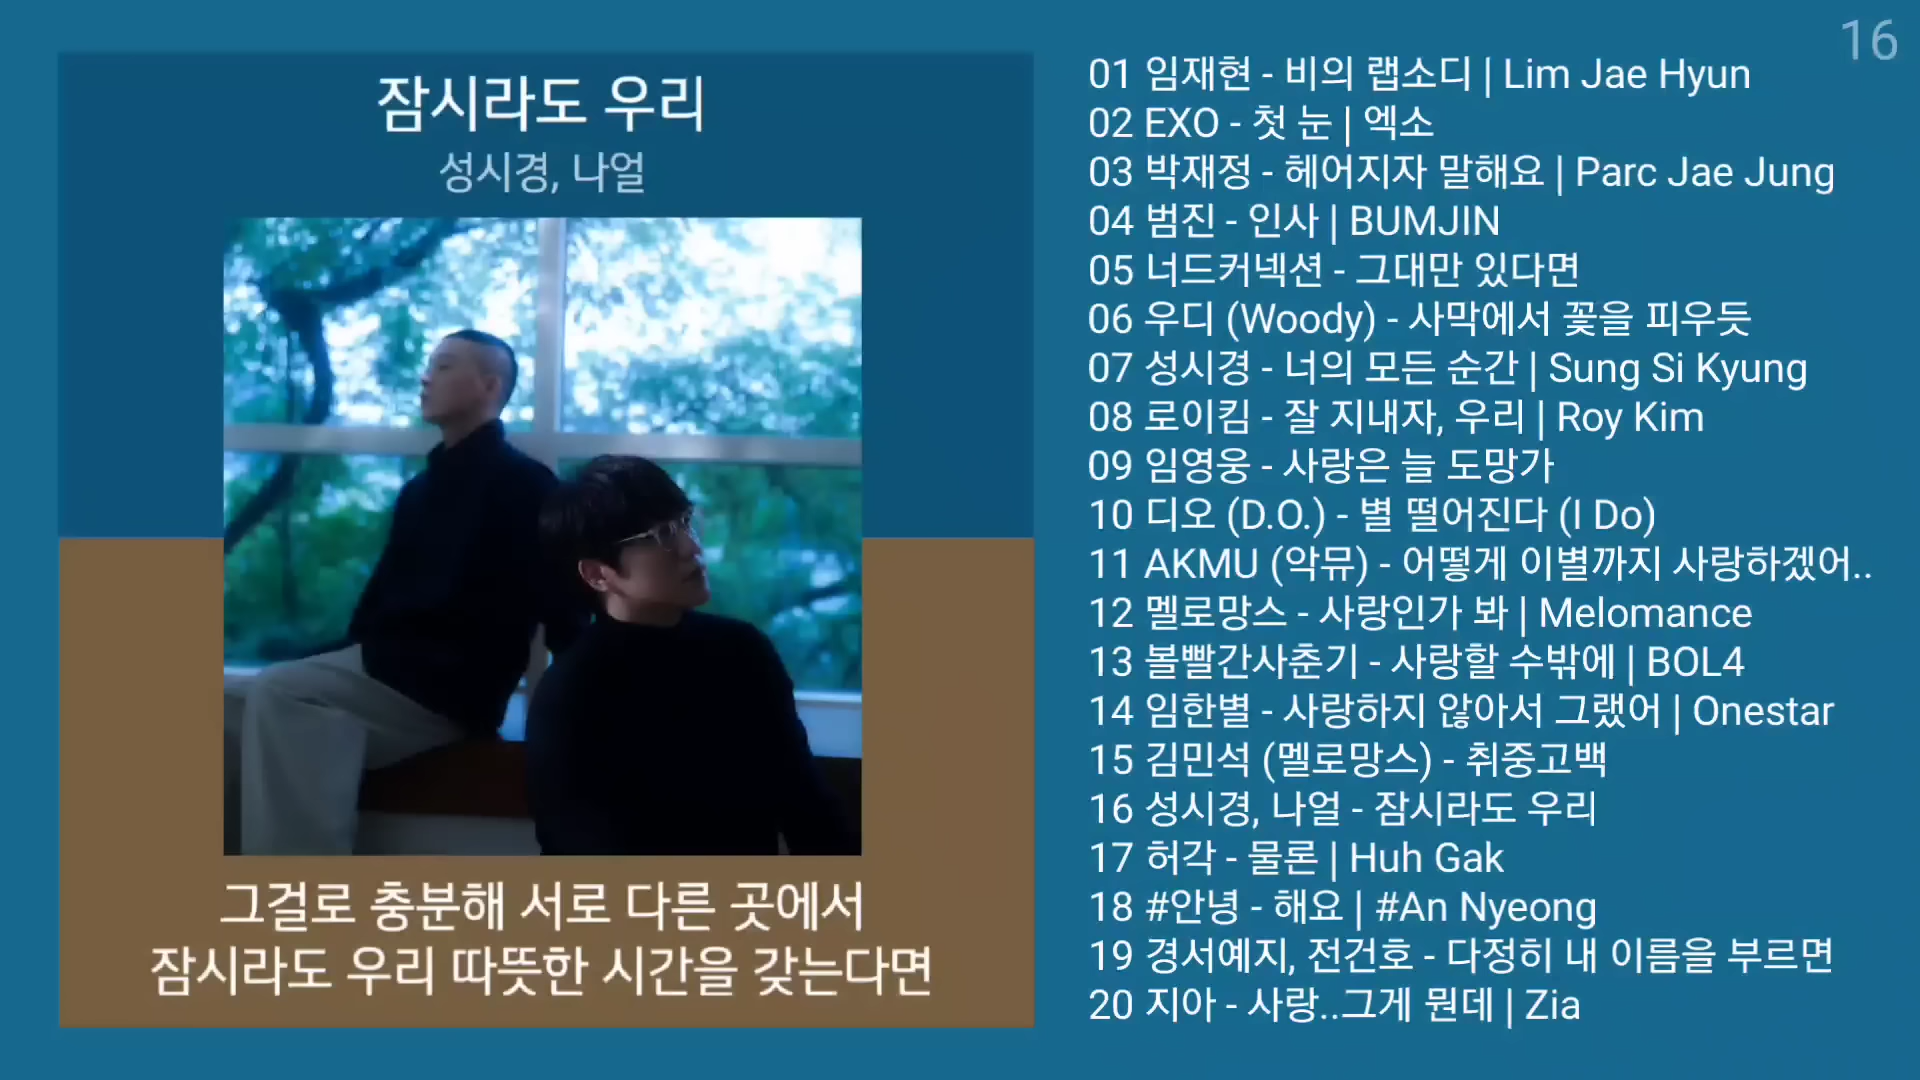 잠시라도 우리
성시경, 나얼
그걸로 충분해 서로 다른 곳에서
잠시라도 우리 따뜻한 시간을 갖는다면
16
01 임재현 - 비의 랩소디 | Lim Jae Hyun
02 EXO - 첫 눈 | 엑소
03 박재정 - 헤어지자 말해요 | Parc Jae Jung
04 범진 - 인사 | BUMJIN
05 너드커넥션 - 그대만 있다면
06 우디 (Woody) - 사막에서 꽃을 피우듯
07 성시경 - 너의 모든 순간 | Sung Si Kyung
08 로이킴 - 잘 지내자, 우리 | Roy Kim
09 임영웅 - 사랑은 늘 도망가
10 디오 (D.O.) - 별 떨어진다 (I Do)
11 AKMU (악뮤) - 어떻게 이별까지 사랑하겠어..
12 멜로망스 - 사랑인가 봐 | Melomance
13 볼빨간사춘기 - 사랑할 수밖에 | BOL4
14 임한별 - 사랑하지 않아서 그랬어 | Onestar
15 김민석 (멜로망스) - 취중고백
16 성시경, 나얼 - 잠시라도 우리
17 허각 - 물론 | Huh Gak
18 #안녕 - 해요 | #An Nyeong
19 경서예지, 전건호 - 다정히 내 이름을 부르면
20 지아 - 사랑..그게 뭔데 | Zia